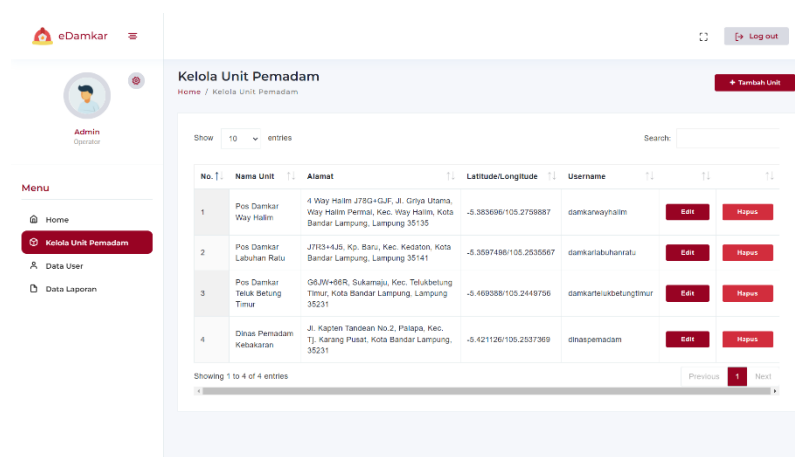 eDamkar
Log out
Admin
Operator
Menu
Home
Kelola Unit Pemadam
Data User
Data Laporan
Kelola Unit Pemadam
Home / Kelola Unit Pemadam
+ Tambah Unit
Show 10 entries
Search:
No. Nama Unit Alamat Latitude/Longitude Username
1
Pos Damkar
Way Halim
4 Way Halim J78G+GJF, Jl. Griya Utama,
Way Halim Permai, Kec. Way Halim, Kota
Bandar Lampung, Lampung 35135
-5.383696/105.2759887
damkarwayhalim
Edit
Hapus
2
Pos Damkar
Labuhan Ratu
J7R3+4J5, Kp. Baru, Kec. Kedaton, Kota
Bandar Lampung, Lampung 35141
-5.3597498/105.2535567
damkarlabuhanratu
Edit
Hapus
3
Pos Damkar
Teluk Betung
Timur
G6JW+66R, Sukamaju, Kec. Telukbetung
Timur, Kota Bandar Lampung, Lampung
35231
-5.469388/105.2449756
damkartelukbetungtimur
Edit
Hapus
4
Dinas Pemadam
Kebakaran
Jl. Kapten Tandean No.2, Palapa, Kec.
Tj. Karang Pusat, Kota Bandar Lampung,
35231
-5.421126/105.2537369
dinaspemadam
Edit
Hapus
Showing 1 to 4 of 4 entries
Previous 1 Next